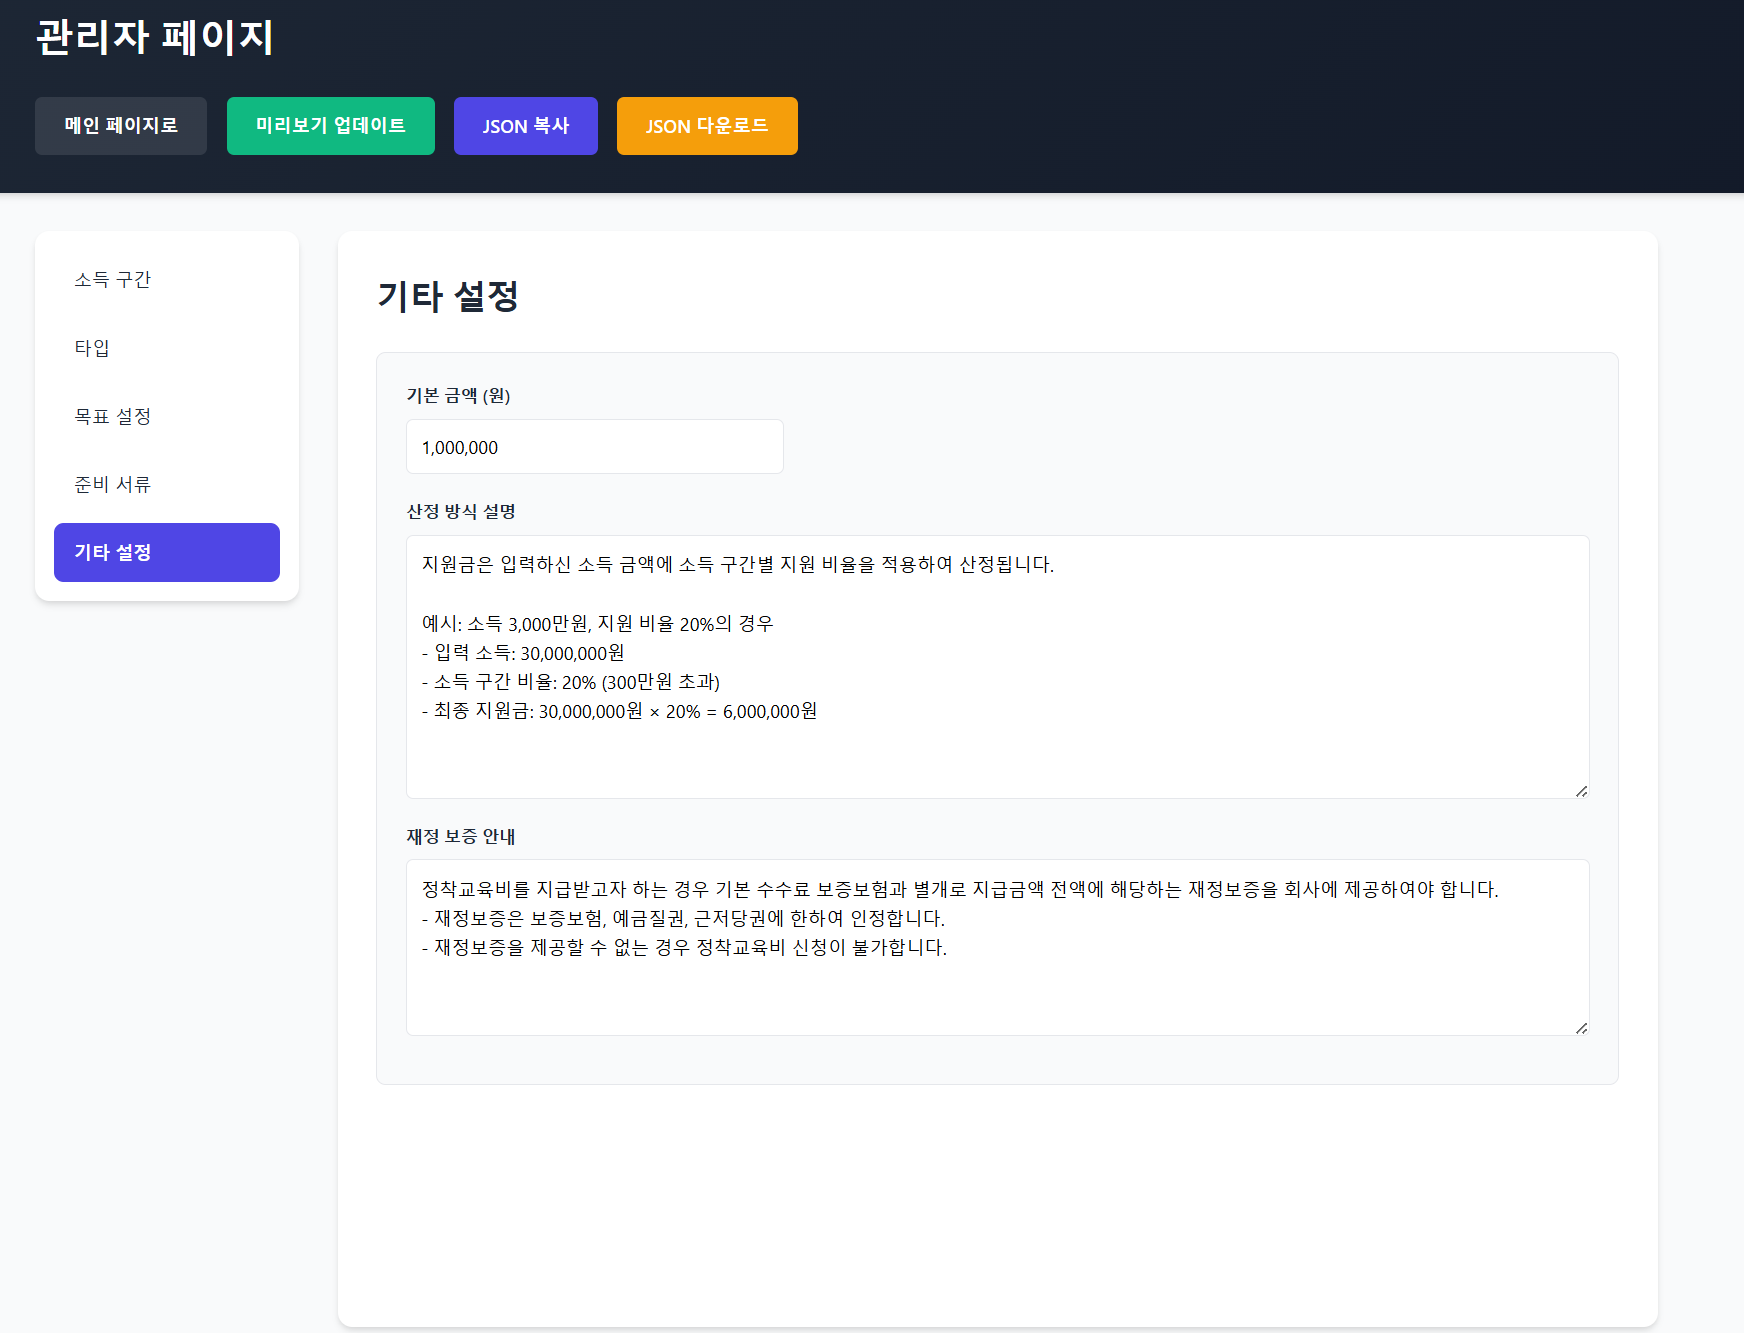 관리자 페이지
메인 페이지로
미리보기 업데이트
JSON 복사
JSON 다운로드
소득 구간
타입
목표 설정
준비 서류
기타 설정
기타 설정
기본 금액 (원)
1,000,000
산정 방식 설명
지원금은 입력하신 소득 금액에 소득 구간별 지원 비율을 적용하여 산정됩니다.
예시: 소득 3,000만원, 지원 비율 20%의 경우
- 입력 소득: 30,000,000원
- 소득 구간 비율: 20% (300만원 초과)
- 최종 지원금: 30,000,000원 × 20% = 6,000,000원
재정 보증 안내
정착교육비를 지급받고자 하는 경우 기본 수수료 보증보험과 별개로 지급금액 전액에 해당하는 재정보증을 회사에 제공하여야 합니다.
- 재정보증은 보증보험, 예금질권, 근저당권에 한하여 인정합니다.
- 재정보증을 제공할 수 없는 경우 정착교육비 신청이 불가합니다.